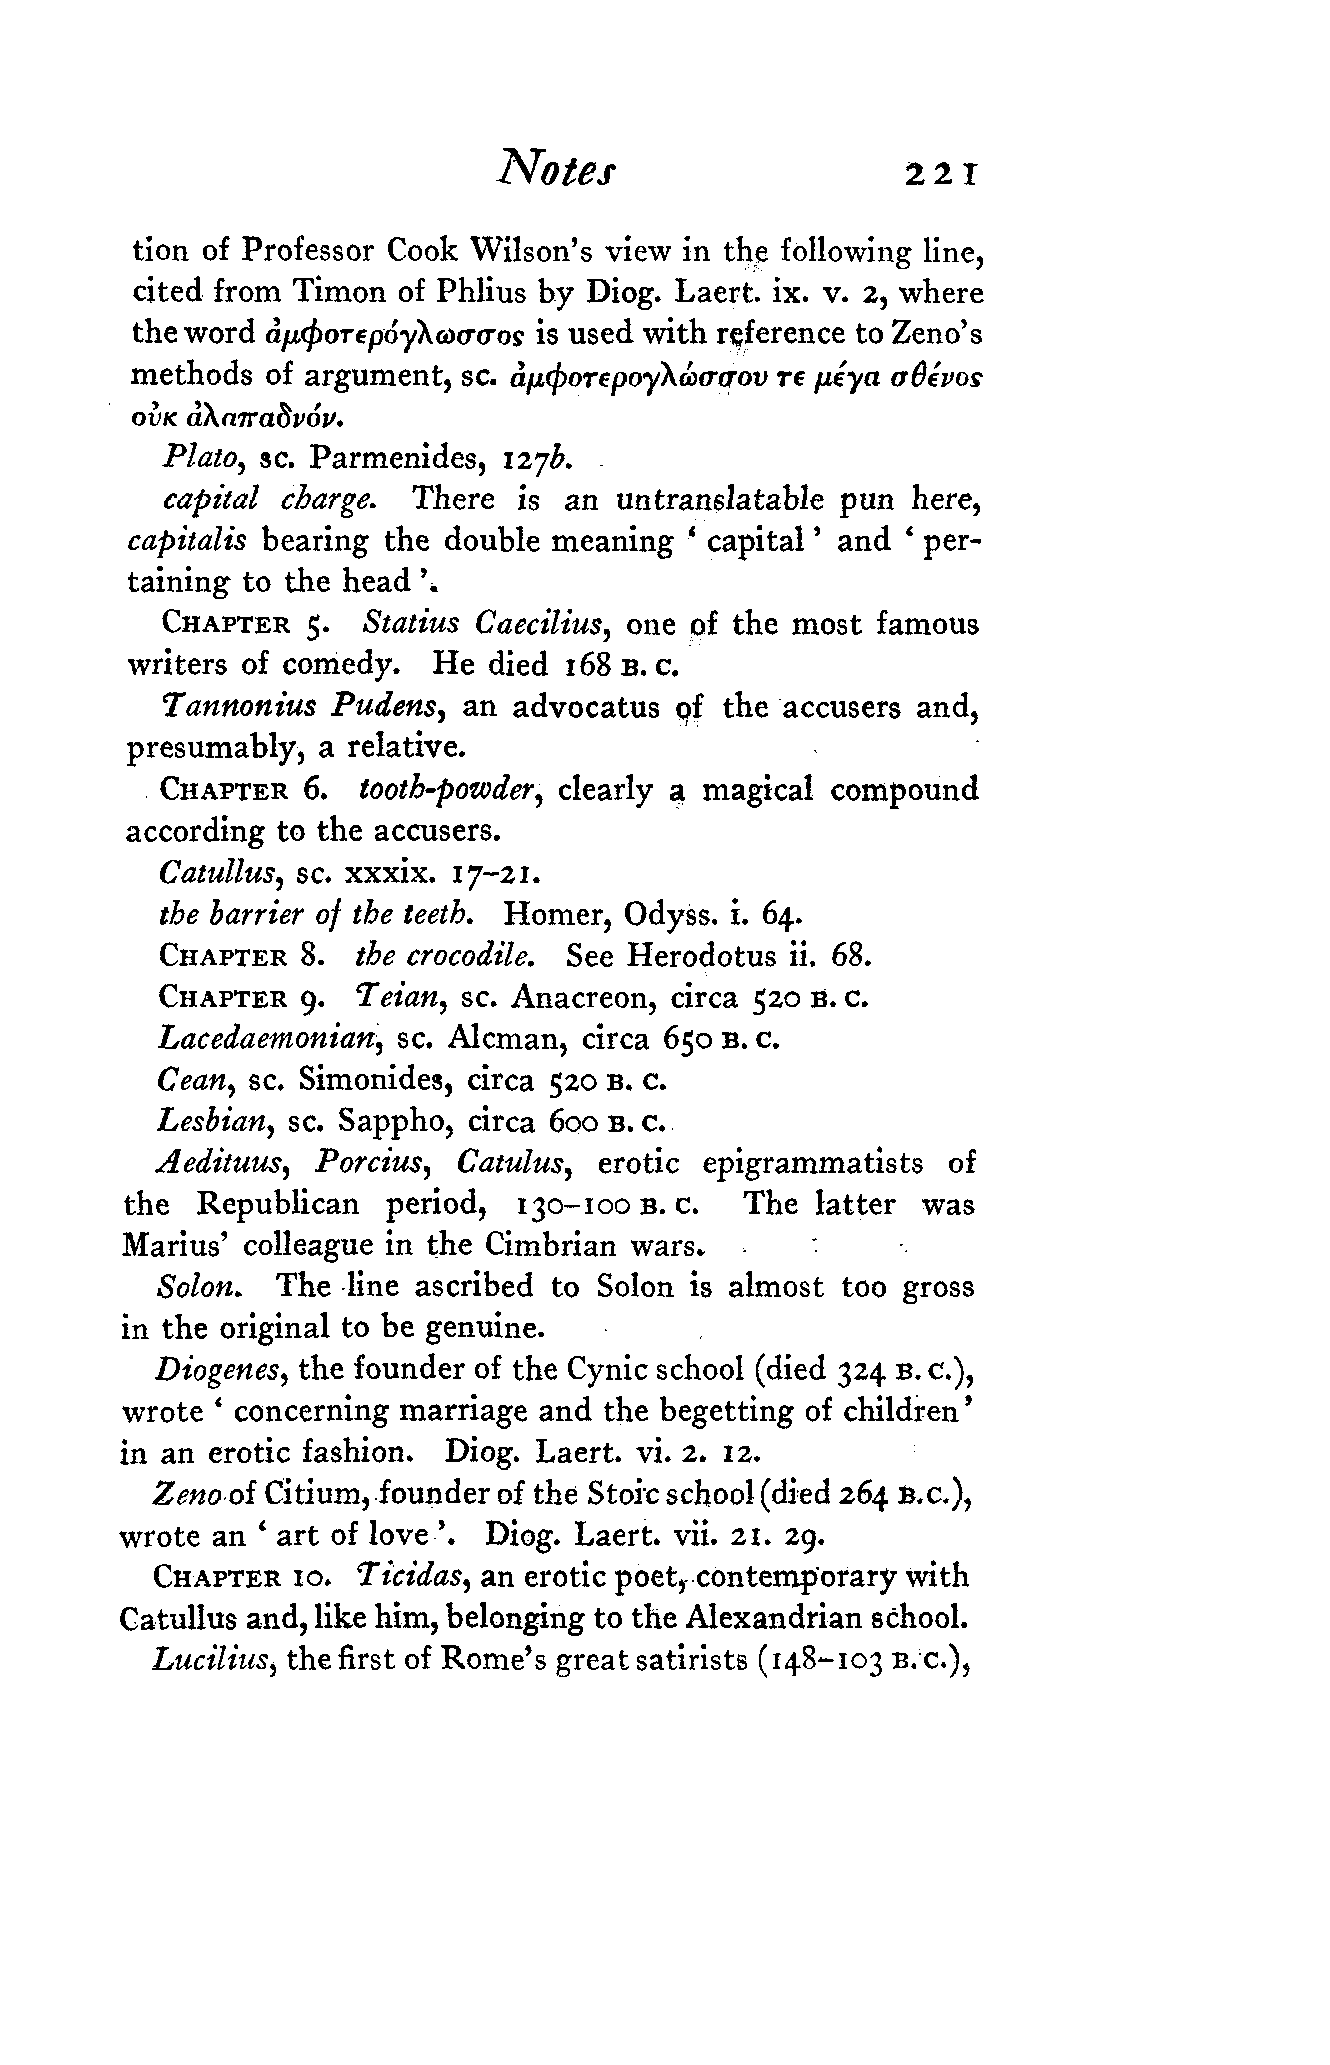 Notes 221
tion of Professor Cook Wilson's view in the following line,
cited from Timon of Phlius by Diog. Laert. ix. v. 2, where
the word ἀμφοτερόγλωσσος is used with reference to Zeno's
methods of argument, sc. ἀμφοτερογλώσσου τε μέγα σθένος
οὐκ ἀλαπαδνόν.
Plato, sc. Parmenides, 127b.
capital charge. There is an untranslatable pun here,
capitalis bearing the double meaning ‘ capital ’ and ‘ per-
taining to the head ’.
CHAPTER 5. Statius Caecilius, one of the most famous
writers of comedy. He died 168 B. C.
Tannonius Pudens, an advocatus of the accusers and,
presumably, a relative.
CHAPTER 6. tooth-powder, clearly a magical compound
according to the accusers.
Catullus, sc. xxxix. 17–21.
the barrier of the teeth. Homer, Odyss. i. 64.
CHAPTER 8. the crocodile. See Herodotus ii. 68.
CHAPTER 9. Teian, sc. Anacreon, circa 520 B. C.
Lacedaemonian, sc. Alcman, circa 650 B. C.
Cean, sc. Simonides, circa 520 B. C.
Lesbian, sc. Sappho, circa 600 B. C.
Aedituus, Porcius, Catulus, erotic epigrammatists of
the Republican period, 130–100 B. C. The latter was
Marius' colleague in the Cimbrian wars.
Solon. The line ascribed to Solon is almost too gross
in the original to be genuine.
Diogenes, the founder of the Cynic school (died 324 B. C.),
wrote ‘ concerning marriage and the begetting of children ’
in an erotic fashion. Diog. Laert. vi. 2. 12.
Zeno of Citium, founder of the Stoic school (died 264 B.C.),
wrote an ‘ art of love ’. Diog. Laert. vii. 21. 29.
CHAPTER 10. Ticidas, an erotic poet, contemporary with
Catullus and, like him, belonging to the Alexandrian school.
Lucilius, the first of Rome's great satirists (148–103 B. C.),